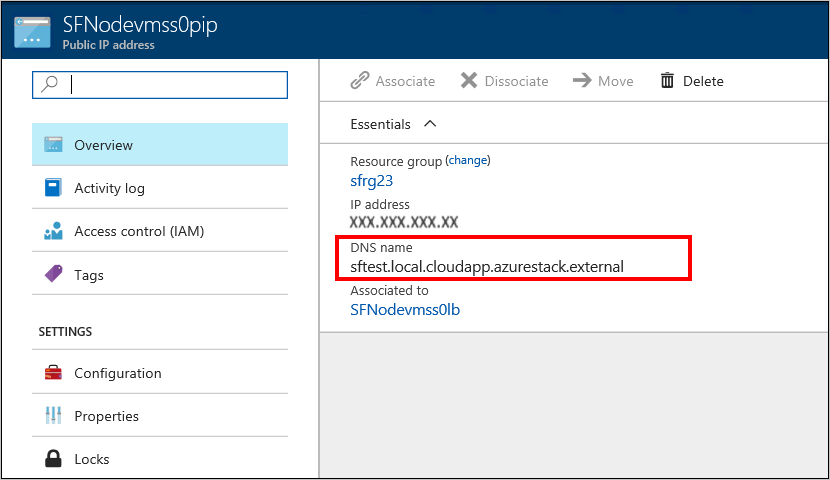 SFNodevmss0pip
Public IP address
Overview
Activity log
Access control (IAM)
Tags
SETTINGS
Configuration
Properties
Locks
Associate Dissociate Move Delete
Essentials
Resource group (change)
sfrg23
IP address
XXX.XXX.XXX.XX
DNS name
sftest.local.cloudapp.azurestack.external
Associated to
SFNodevmss0lb